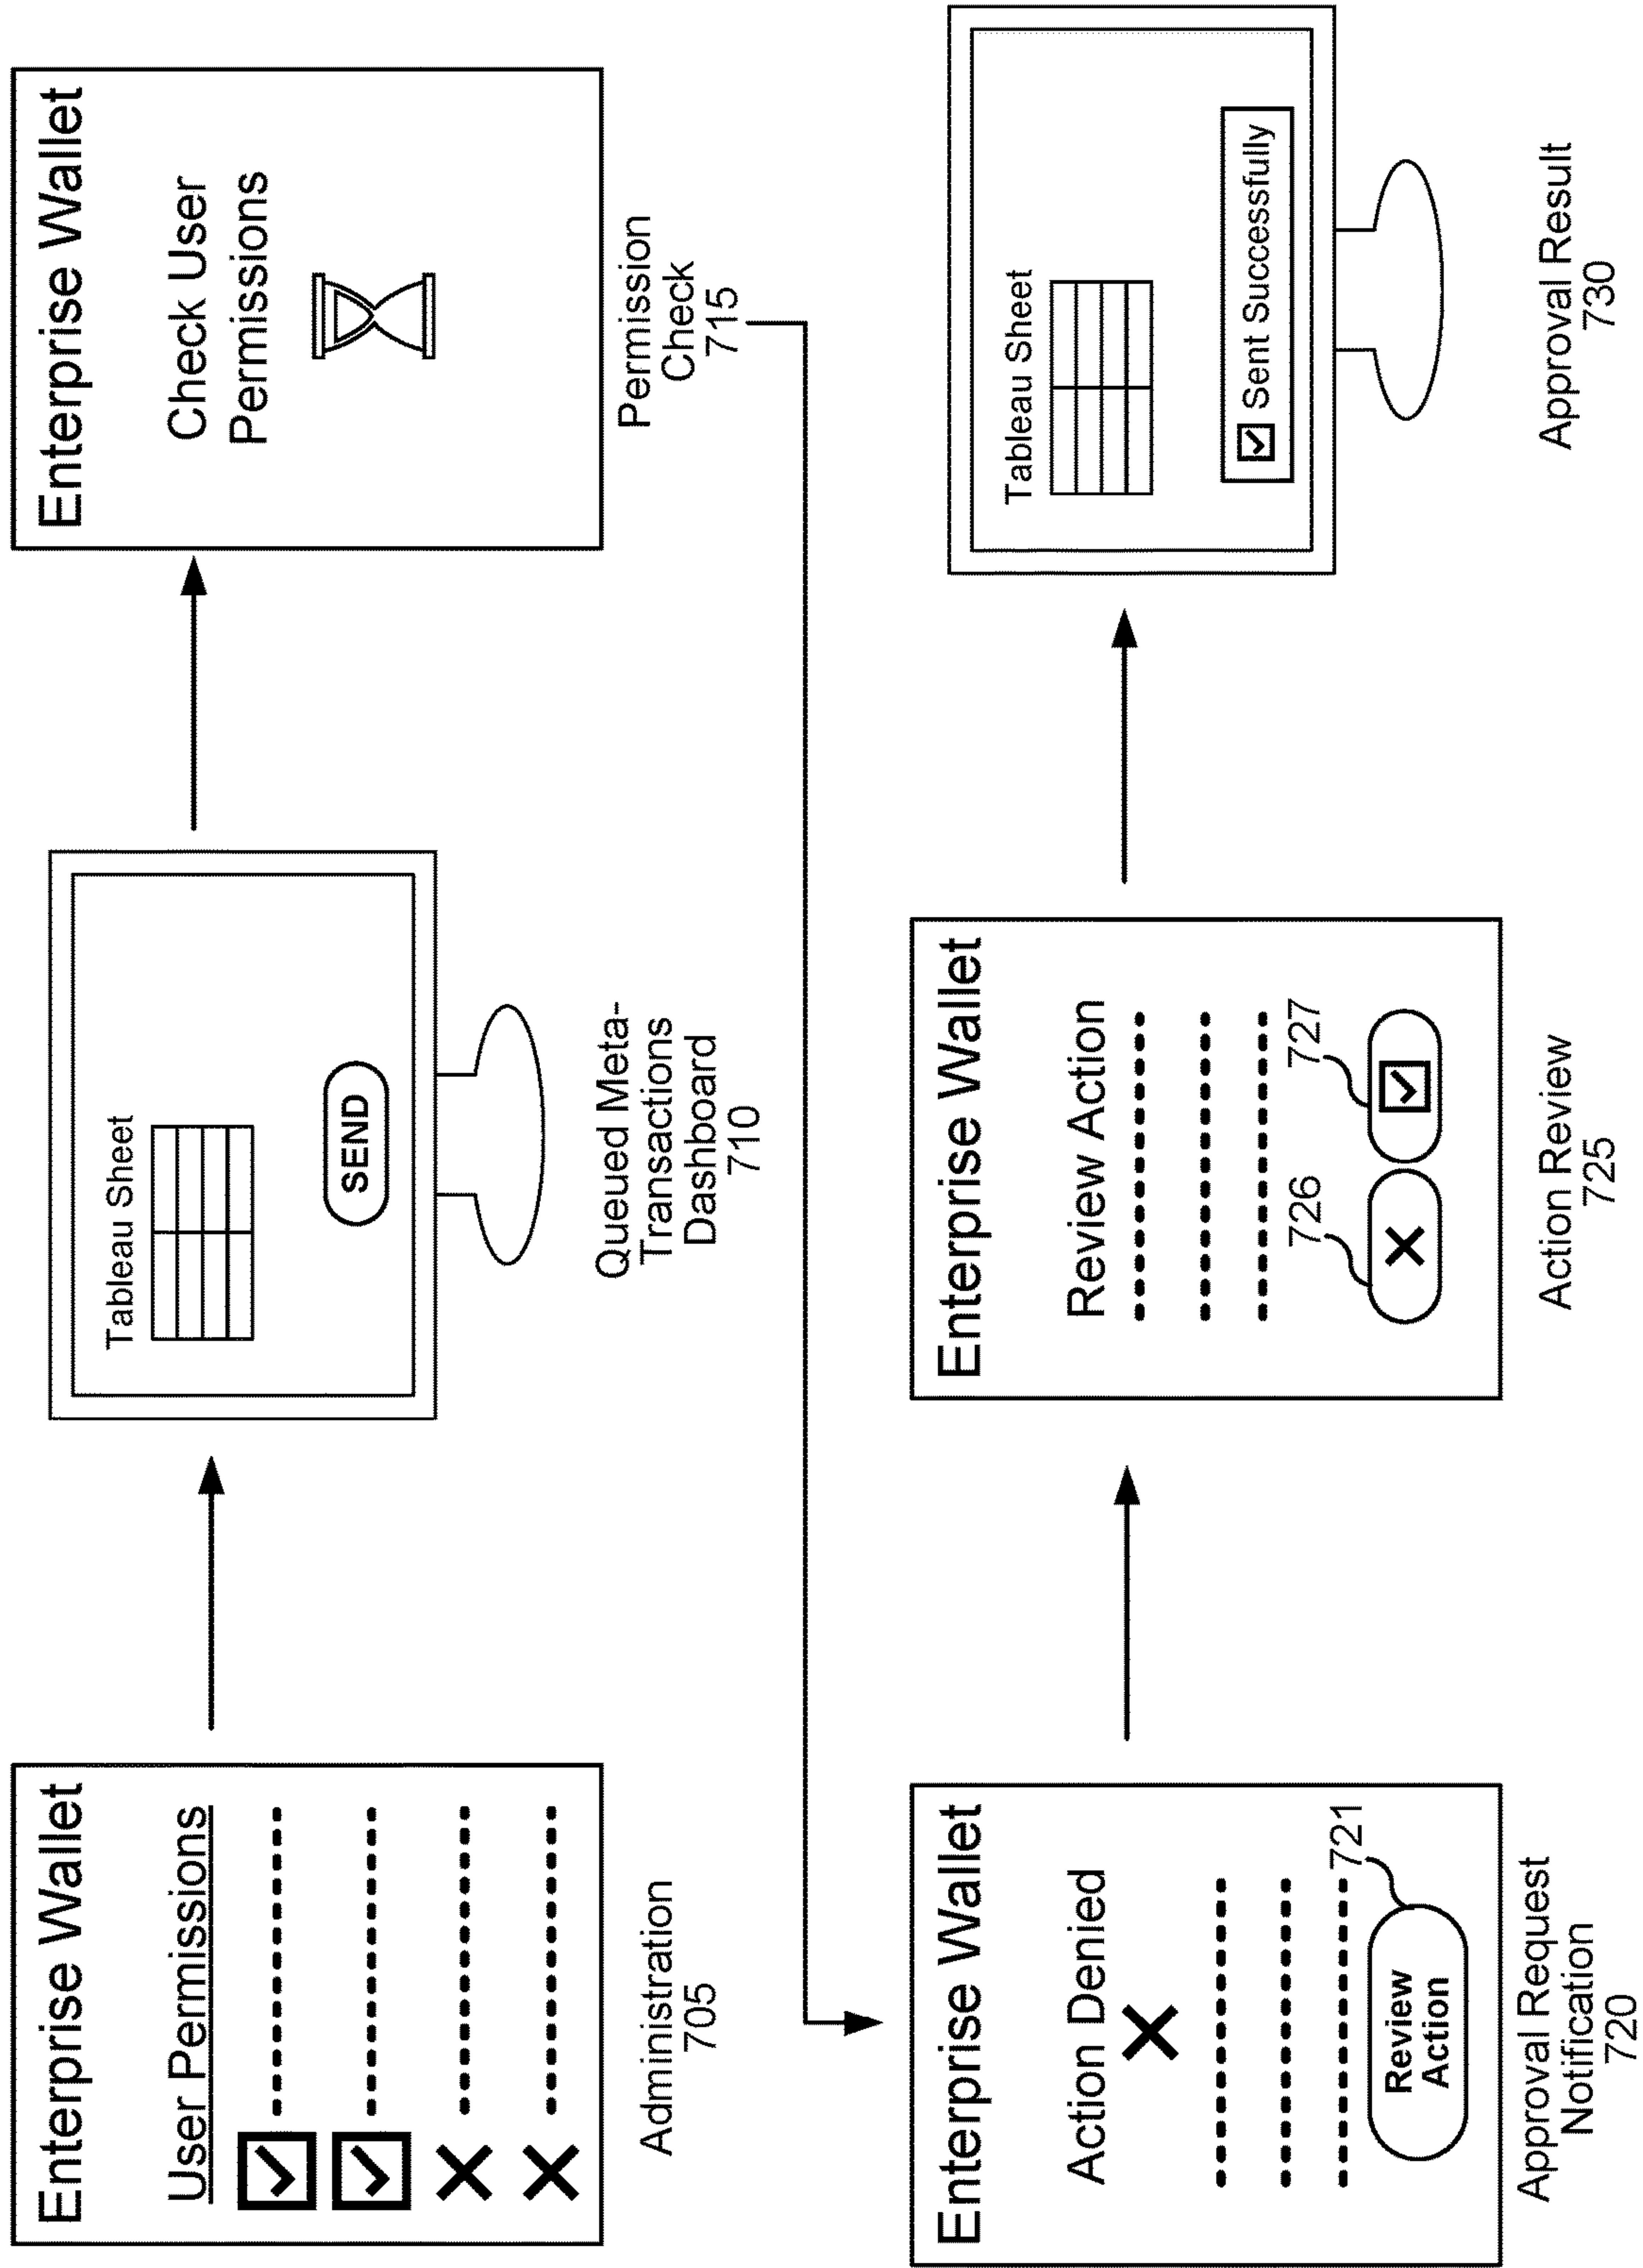 Enterprise Wallet
User Permissions
Administration
705
Tableau Sheet
SEND
Queued Meta-
Transactions
Dashboard
710
Enterprise Wallet
Check User
Permissions
Permission
Check
715
Enterprise Wallet
Action Denied
721
Review
Action
Approval Request
Notification
720
Enterprise Wallet
Review Action
726
727
Action Review
725
Tableau Sheet
Sent Successfully
Approval Result
730